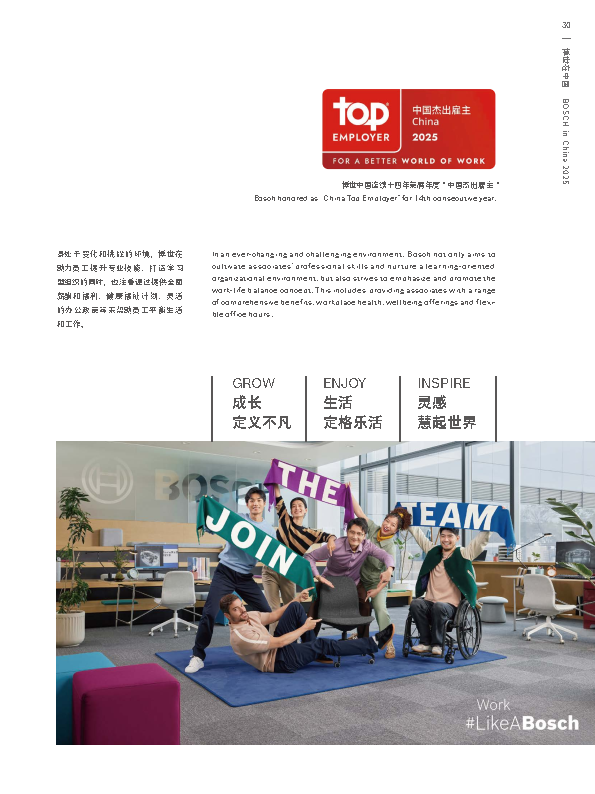 30
博世在中国 BOSCH in China 2025
top
EMPLOYER
中国杰出雇主
China
2025
FOR A BETTER WORLD OF WORK
博世中国连续十四年荣膺年度“中国杰出雇主”
Bosch honored as “China Top Employer” for 14th consecutive year.
身处于变化和挑战的环境，博世在
助力员工提升专业技能、打造学习
型组织的同时，也注重通过提供全面
薪酬和福利、健康福祉计划、灵活
的办公政策等来帮助员工平衡生活
和工作。
In an ever-changing and challenging environment, Bosch not only aims to
cultivate associates’ professional skills and nurture a learning-oriented
organizational environment, but also strives to emphasize and promote the
work-life balance concept. This includes providing associates with a range
of comprehensive benefits, workplace health, wellbeing offerings and flexi-
ble office hours.
GROW
成长
定义不凡
ENJOY
生活
定格乐活
INSPIRE
灵感
慧起世界
BOSCH
JOIN
THE
TEAM
Work
#LikeABosch